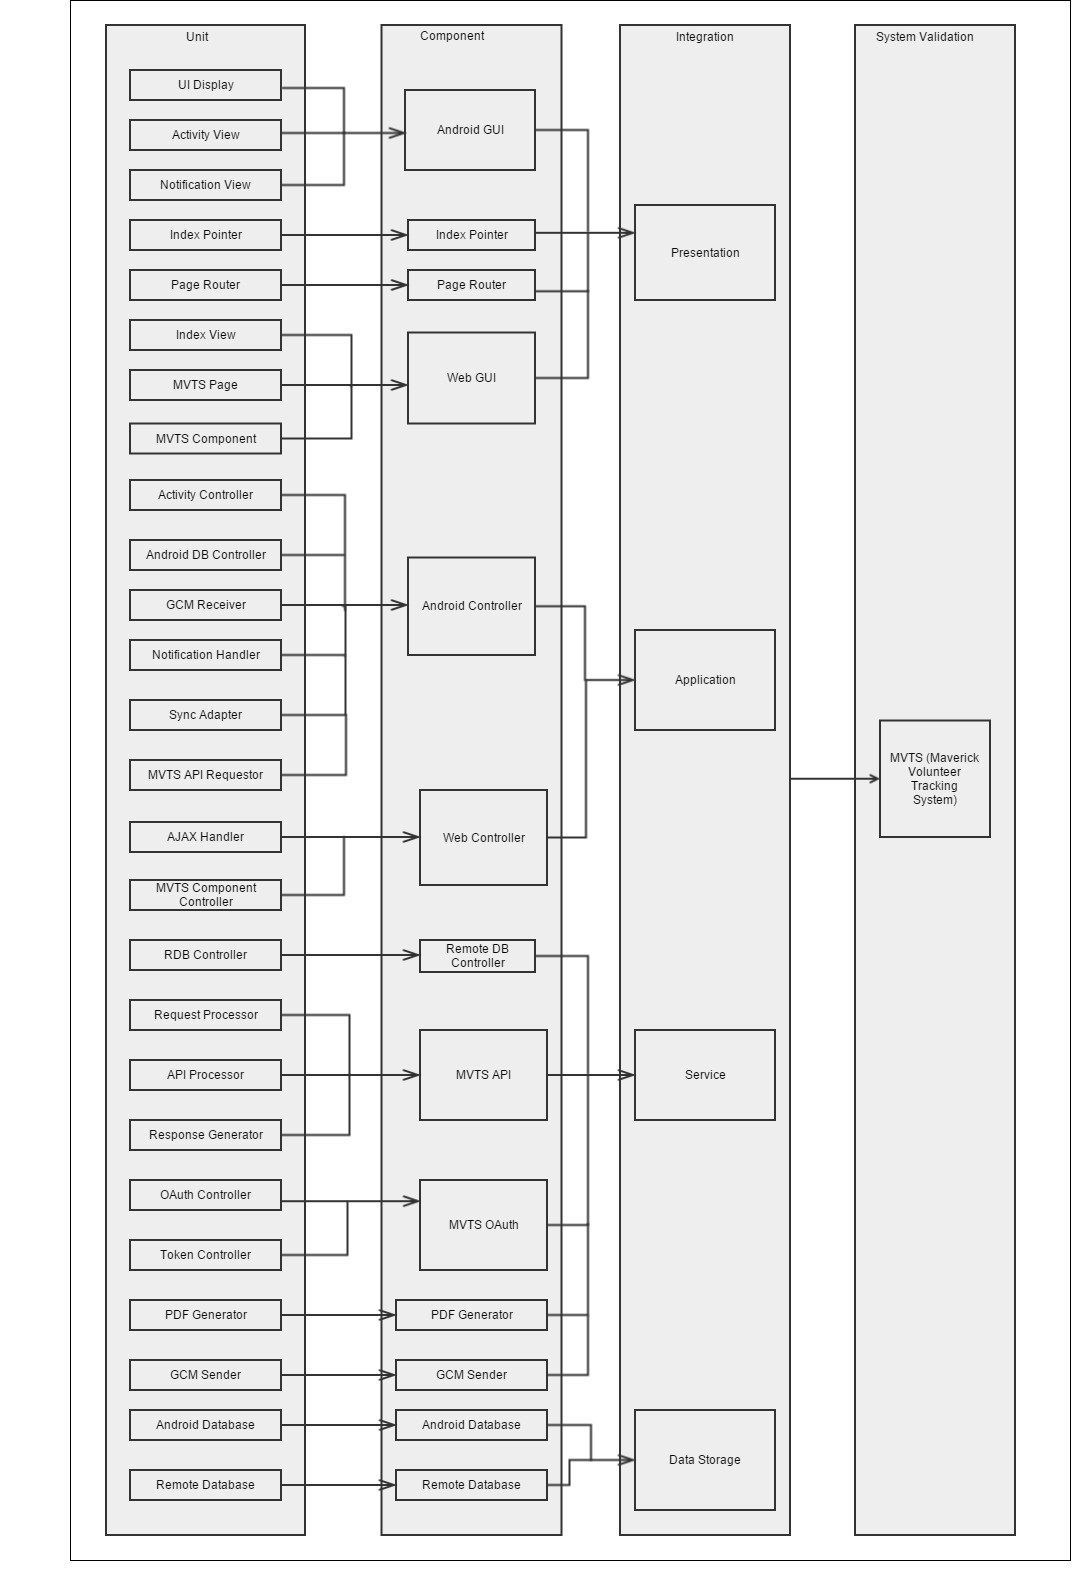 Unit
UI Display
Activity View
Notification View
Index Pointer
Page Router
Index View
MVTS Page
MVTS Component
Activity Controller
Android DB Controller
GCM Receiver
Notification Handler
Sync Adapter
MVTS API Requestor
AJAX Handler
MVTS Component
Controller
RDB Controller
Request Processor
API Processor
Response Generator
OAuth Controller
Token Controller
PDF Generator
GCM Sender
Android Database
Remote Database
Component
Android GUI
Index Pointer
Page Router
Web GUI
Android Controller
Web Controller
Remote DB
Controller
MVTS API
MVTS OAuth
PDF Generator
GCM Sender
Android Database
Remote Database
Integration
Presentation
Application
Service
Data Storage
System Validation
MVTS (Maverick
Volunteer
Tracking
System)